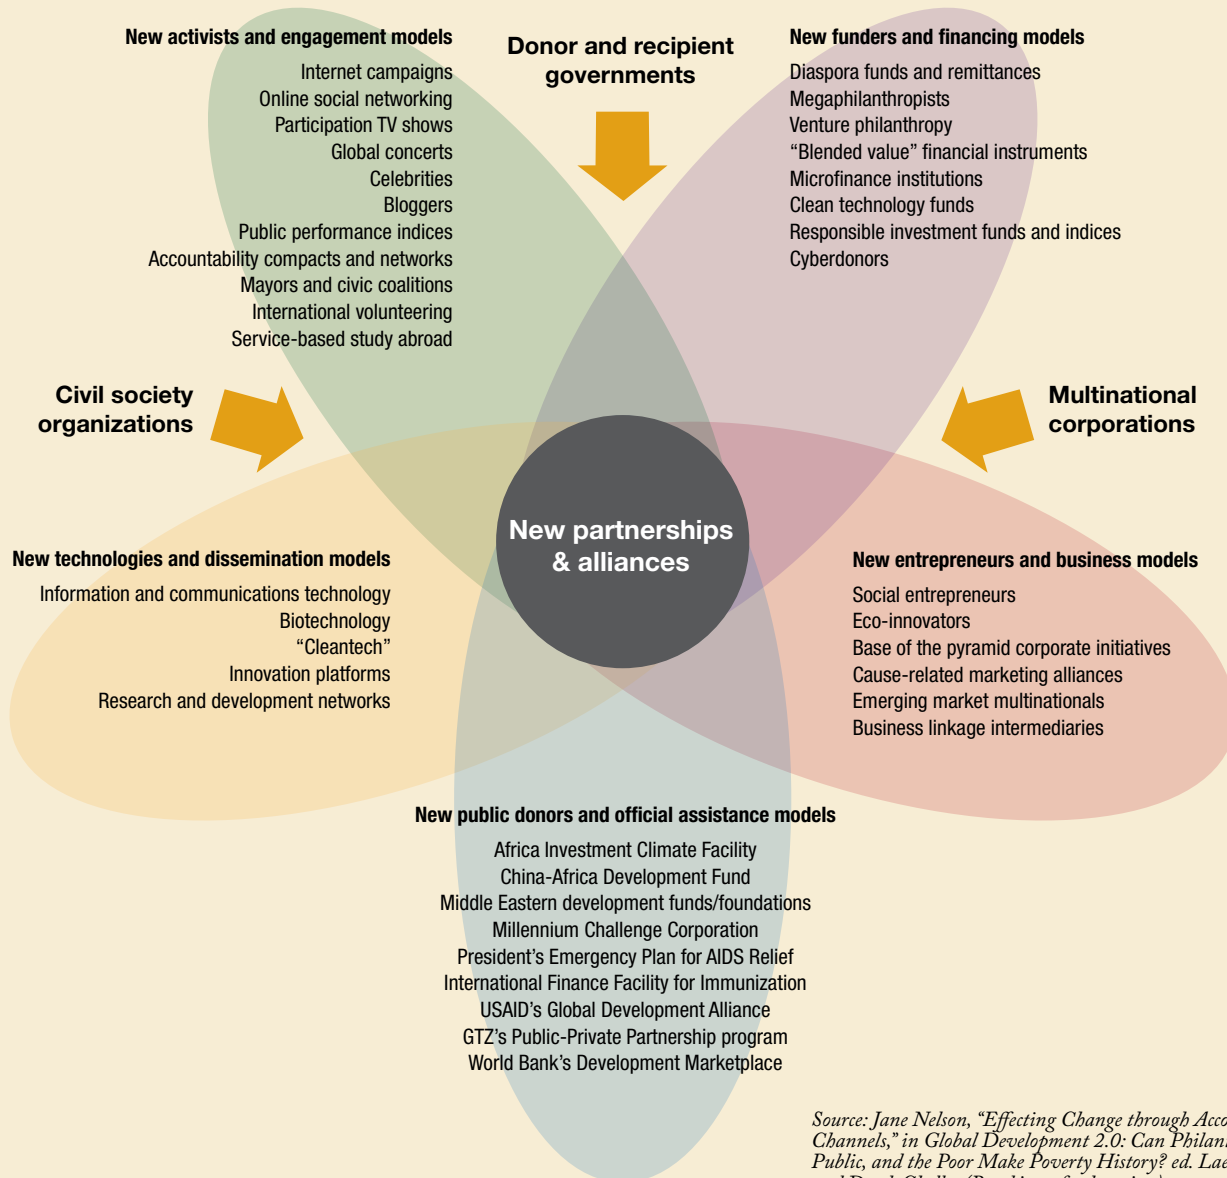 New activists and engagement models
Internet campaigns
Online social networking
Participation TV shows
Global concerts
Celebrities
Bloggers
Public performance indices
Accountability compacts and networks
Mayors and civic coalitions
International volunteering
Service-based study abroad
Donor and recipient
governments
New funders and financing models
Diaspora funds and remittances
Megaphilanthropists
Venture philanthropy
“Blended value” financial instruments
Microfinance institutions
Clean technology funds
Responsible investment funds and indices
Cyberdonors
Civil society
organizations
Multinational
corporations
New partnerships
& alliances
New technologies and dissemination models
Information and communications technology
Biotechnology
“Cleantech”
Innovation platforms
Research and development networks
New entrepreneurs and business models
Social entrepreneurs
Eco-innovators
Base of the pyramid corporate initiatives
Cause-related marketing alliances
Emerging market multinationals
Business linkage intermediaries
New public donors and official assistance models
Africa Investment Climate Facility
China-Africa Development Fund
Middle Eastern development funds/foundations
Millennium Challenge Corporation
President’s Emergency Plan for AIDS Relief
International Finance Facility for Immunization
USAID’s Global Development Alliance
GTZ’s Public-Private Partnership program
World Bank’s Development Marketplace
Source: Jane Nelson, “Effecting Change through
Channels,” in Global Development 2.0: Can
Public, and the Poor Make Poverty History? ed.